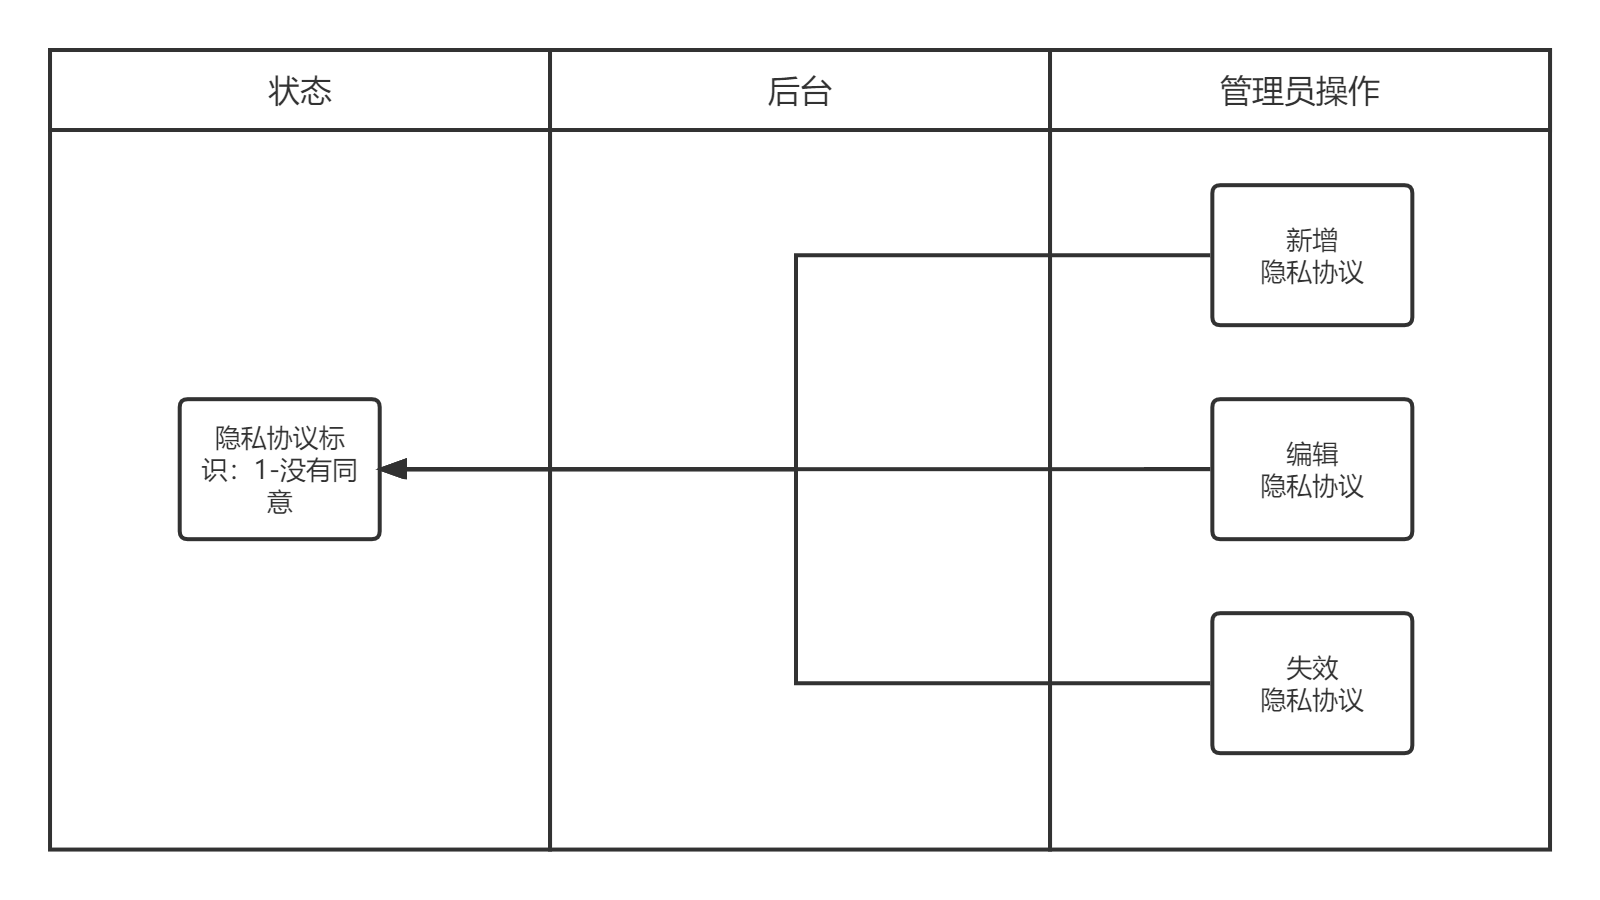 状态
后台
管理员操作
新增
隐私协议
隐私协议标
识：1-没有同
意
编辑
隐私协议
失效
隐私协议